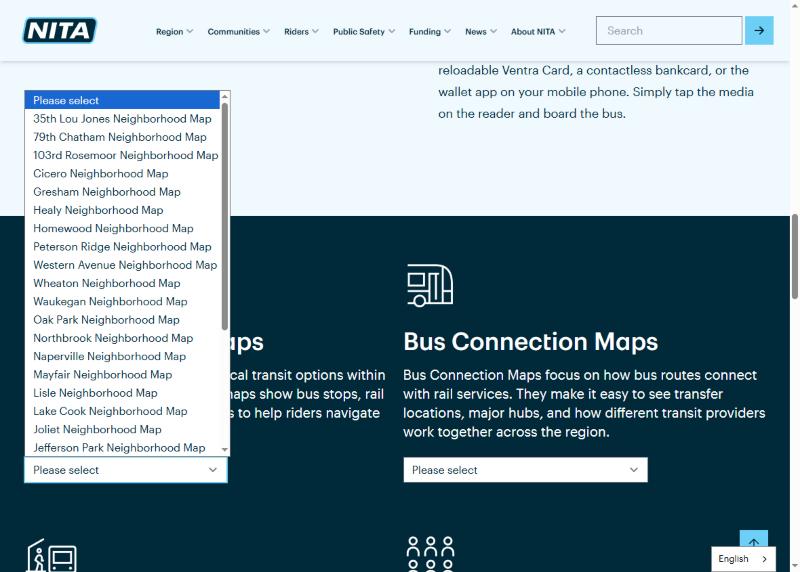 NITA
Region
Communities
Riders
Public Safety
Funding
News
About NITA
Search
reloadable Ventra Card, a contactless bankcard, or the
wallet app on your mobile phone. Simply tap the media
on the reader and board the bus.
Please select
35th Lou Jones Neighborhood Map
79th Chatham Neighborhood Map
103rd Rosemoor Neighborhood Map
Cicero Neighborhood Map
Gresham Neighborhood Map
Healy Neighborhood Map
Homewood Neighborhood Map
Peterson Ridge Neighborhood Map
Western Avenue Neighborhood Map
Wheaton Neighborhood Map
Waukegan Neighborhood Map
Oak Park Neighborhood Map
Northbrook Neighborhood Map
Naperville Neighborhood Map
Mayfair Neighborhood Map
Lisle Neighborhood Map
Lake Cook Neighborhood Map
Joliet Neighborhood Map
Jefferson Park Neighborhood Map
Please select
aps
cal transit options within
naps show bus stops, rail
s to help riders navigate
Bus Connection Maps
Bus Connection Maps focus on how bus routes connect
with rail services. They make it easy to see transfer
locations, major hubs, and how different transit providers
work together across the region.
Please select
English